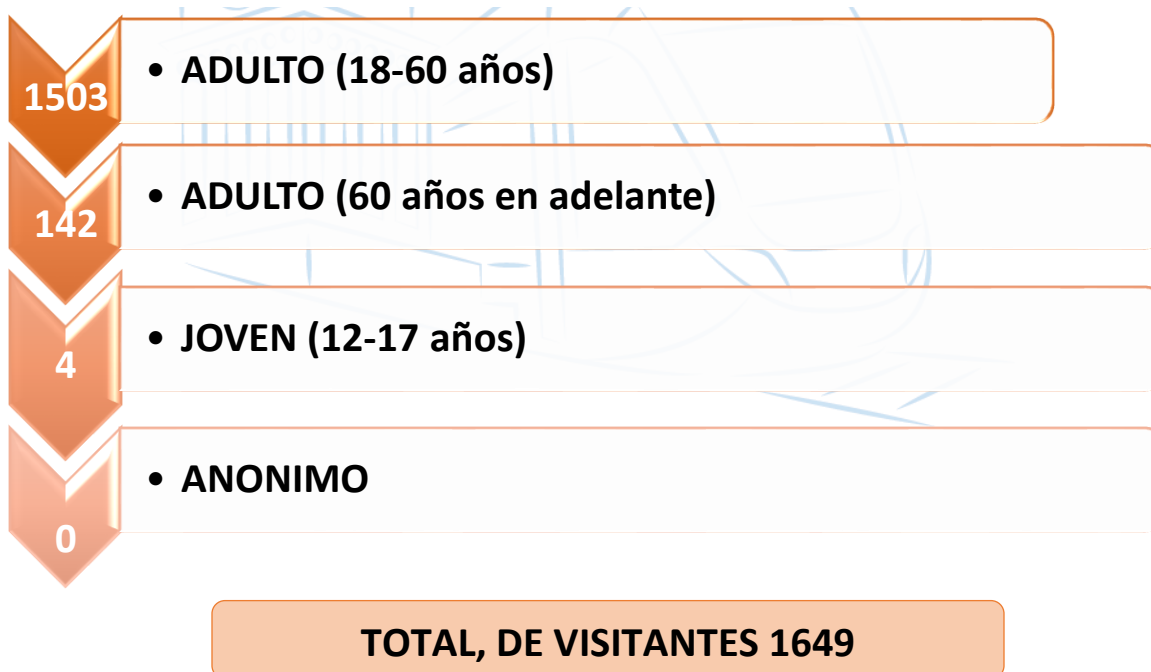 1503
• ADULTO (18-60 años)
142
• ADULTO (60 años en adelante)
4
• JOVEN (12-17 años)
0
• ANONIMO
TOTAL, DE VISITANTES 1649